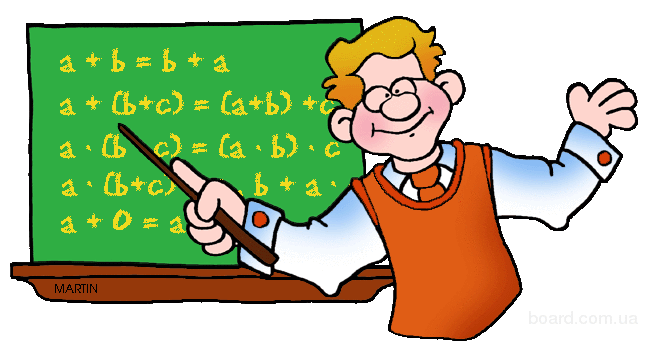 a + b = b + a
a + (b+c) = (a+b) + c
a · (b c) = (a · b) · c
a · (b+c) b + a ·
a + 0 = a
MARTIN
board.com.ua